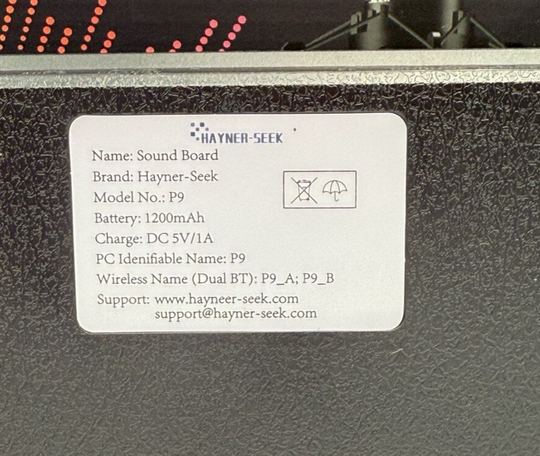 HAYNER-SEEK
Name: Sound Board
Brand: Hayner-Seek
Model No.: P9
Battery: 1200mAh
Charge: DC 5V/1A
PC Idenifiable Name: P9
Wireless Name (Dual BT): P9_A; P9_B
Support: www.hayneer-seek.com
support@hayner-seek.com